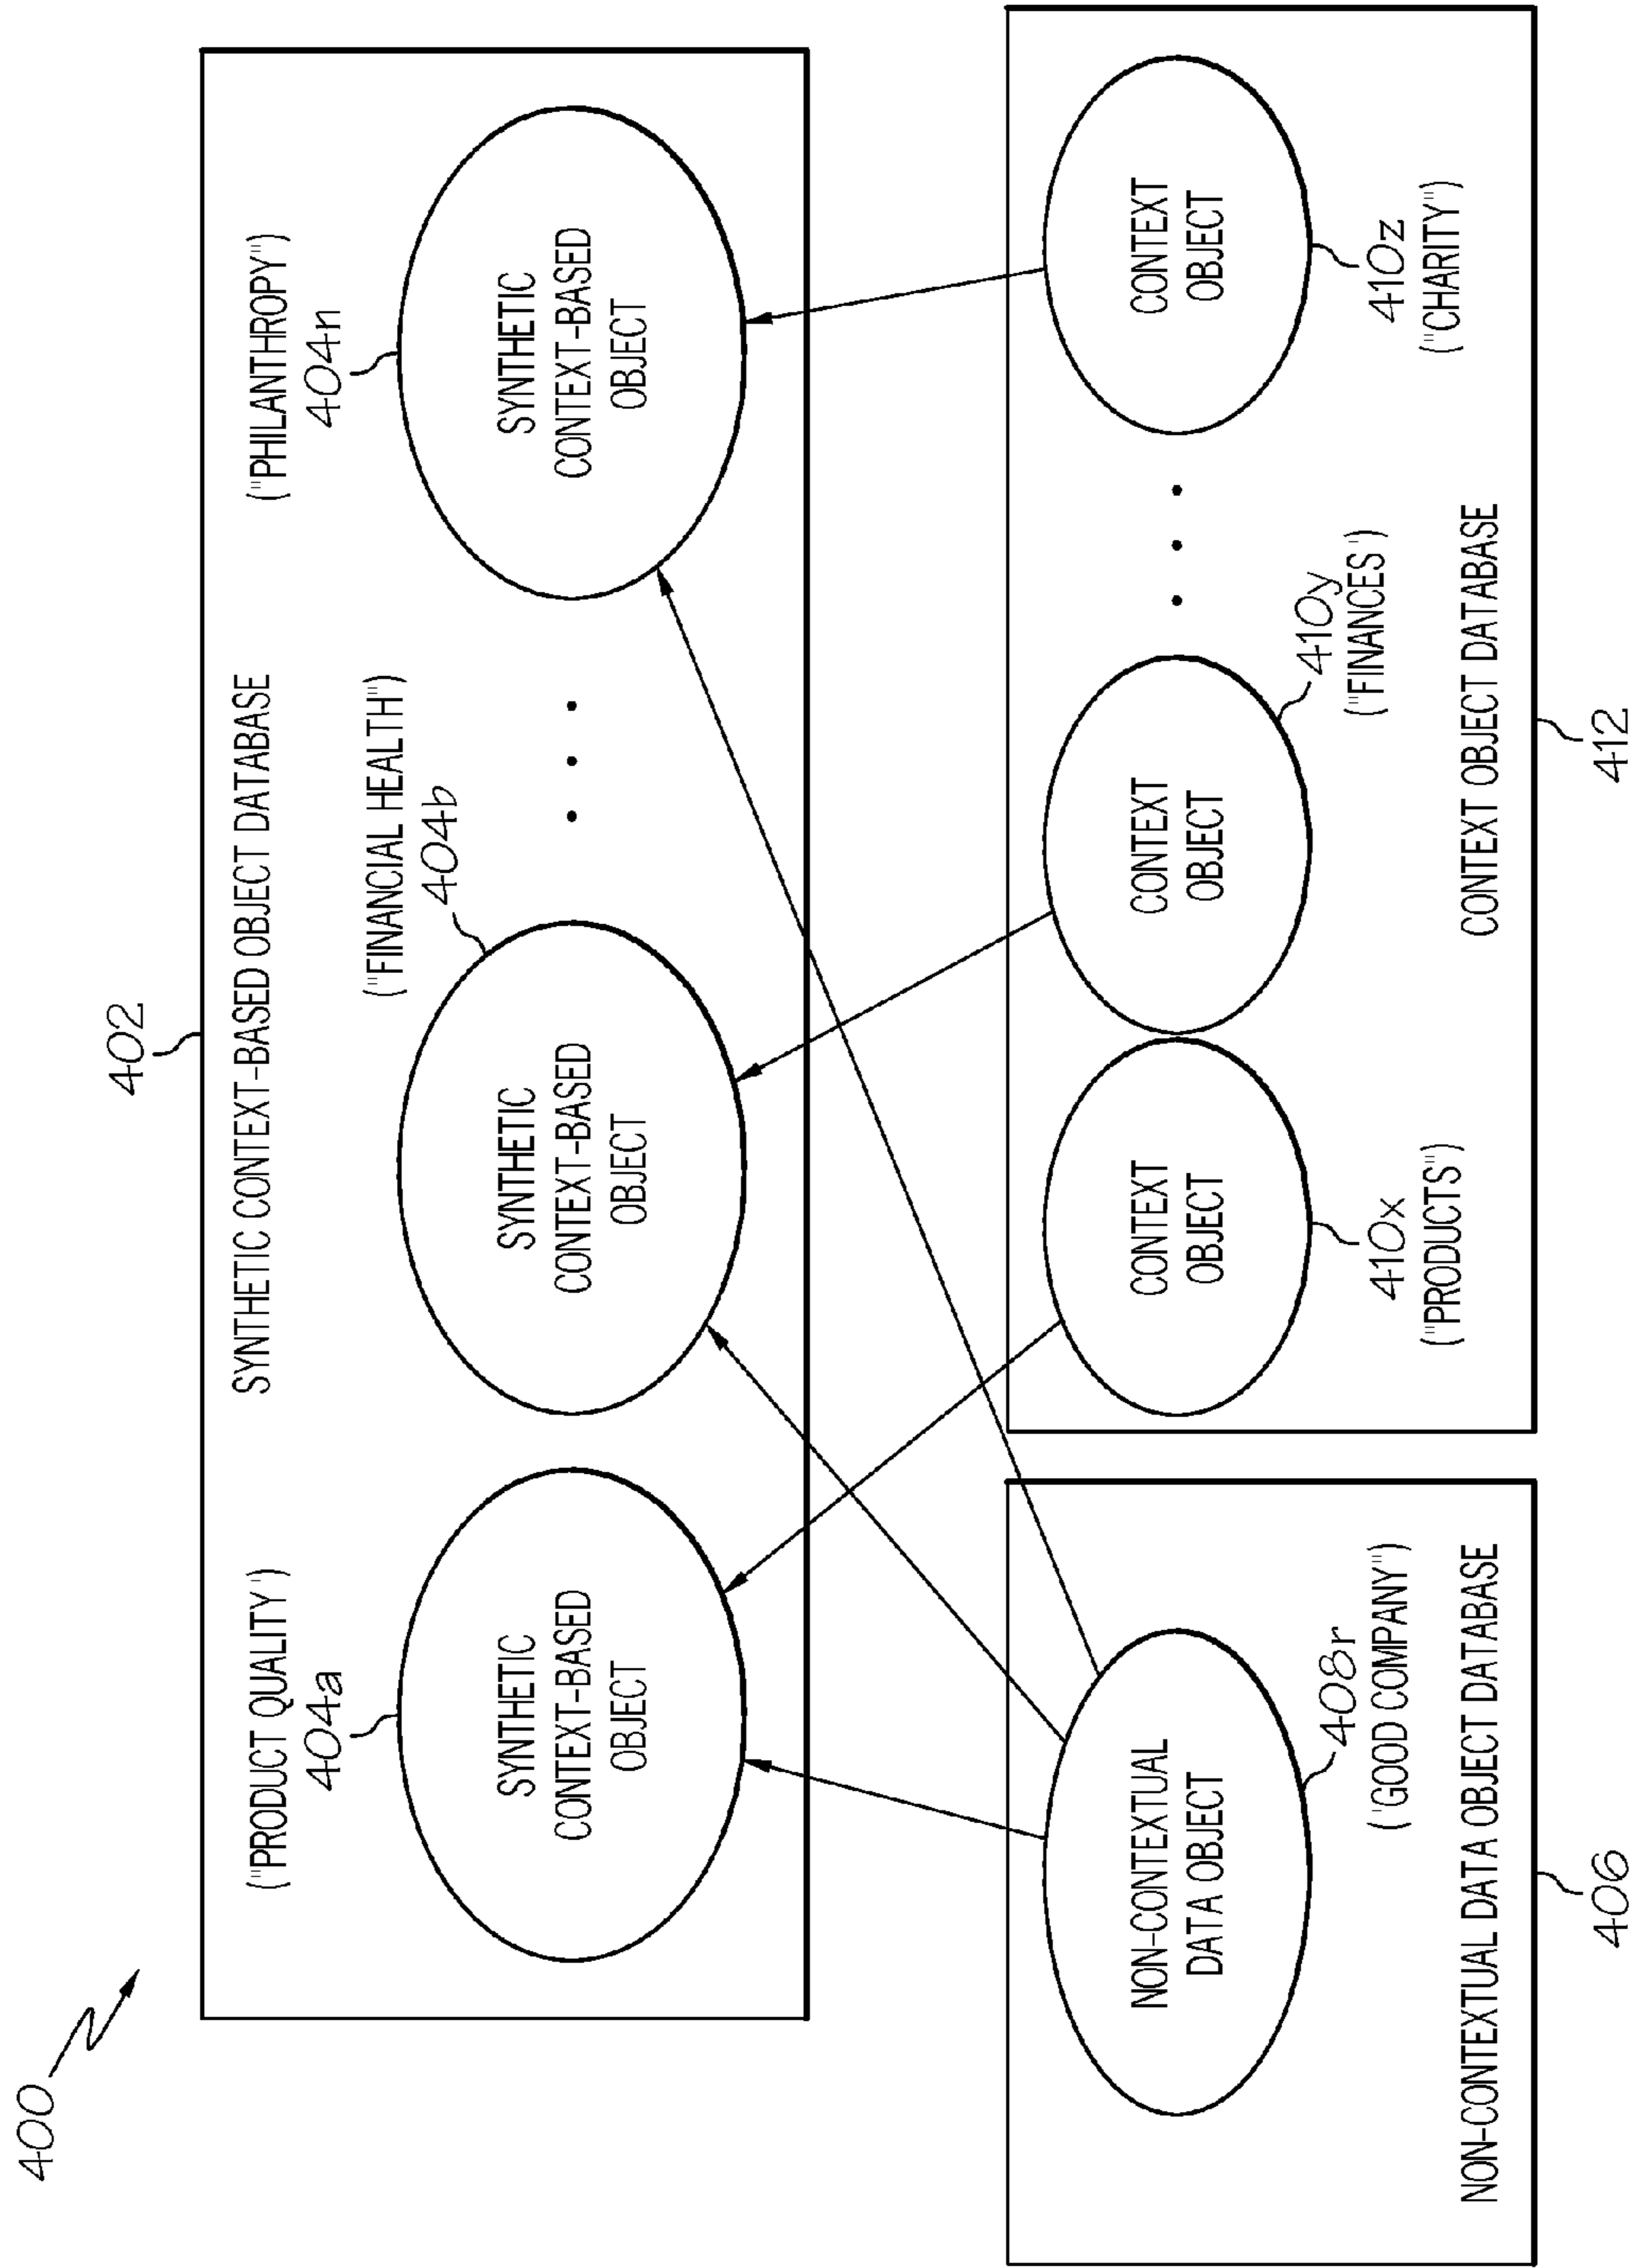 400
402
SYNTHETIC CONTEXT-BASED OBJECT DATABASE
("PRODUCT QUALITY")
404a
SYNTHETIC
CONTEXT-BASED
OBJECT
("FINANCIAL HEALTH")
404b
SYNTHETIC
CONTEXT-BASED
OBJECT
("PHILANTHROPY")
404n
SYNTHETIC
CONTEXT-BASED
OBJECT
NON-CONTEXTUAL
DATA OBJECT
408r
("GOOD COMPANY")
NON-CONTEXTUAL DATA OBJECT DATABASE
406
CONTEXT
OBJECT
410x
("PRODUCTS")
CONTEXT
OBJECT
410y
("FINANCES")
CONTEXT
OBJECT
410z
("CHARITY")
CONTEXT OBJECT DATABASE
412